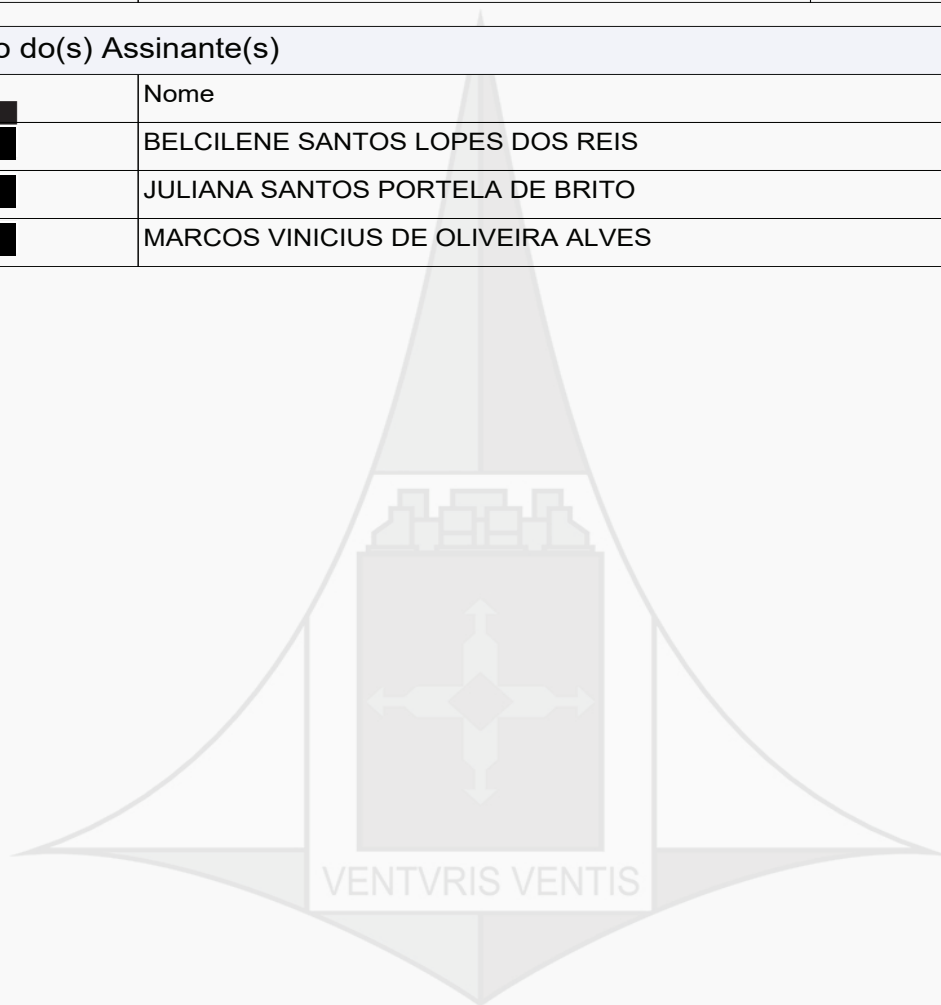 o do(s) Assinante(s)
Nome
BELCILENE SANTOS LOPES DOS REIS
JULIANA SANTOS PORTELA DE BRITO
MARCOS VINICIUS DE OLIVEIRA ALVES
VENTVRIS VENTIS